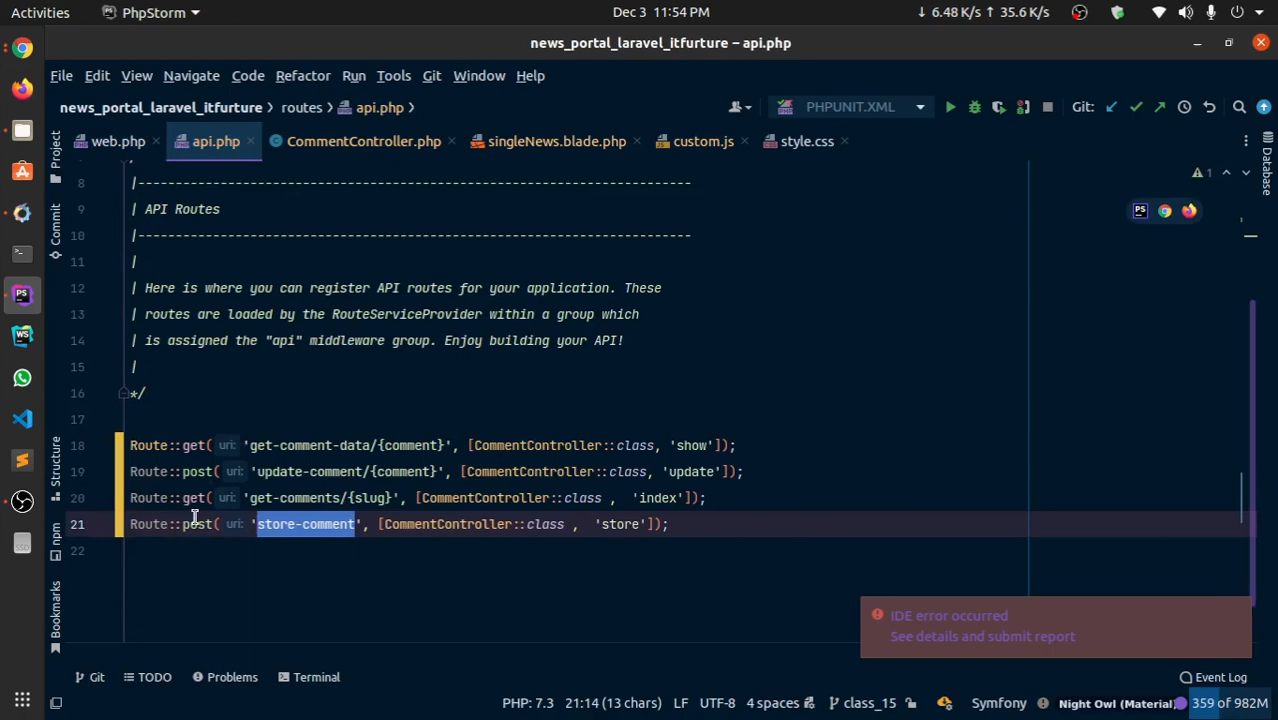 Activities PhpStorm Dec 3 11:54 PM ↓ 6.48 K/s ↑ 35.6 K/s
news_portal_laravel_itfurture – api.php
File Edit View Navigate Code Refactor Run Tools Git Window Help
news_portal_laravel_itfurture routes api.php PHPUNIT.XML Git:
web.php api.php CommentController.php singleNews.blade.php custom.js style.css
8 |--------------------------------------------------------------------------
9 | API Routes
10 |--------------------------------------------------------------------------
11 |
12 | Here is where you can register API routes for your application. These
13 | routes are loaded by the RouteServiceProvider within a group which
14 | is assigned the "api" middleware group. Enjoy building your API!
15 |
16 */
17
18 Route::get( uri: 'get-comment-data/{comment}', [CommentController::class, 'show']);
19 Route::post( uri: 'update-comment/{comment}', [CommentController::class, 'update']);
20 Route::get( uri: 'get-comments/{slug}', [CommentController::class , 'index']);
21 Route::post( uri: 'store-comment', [CommentController::class , 'store']);
22
Project
Commit
Structure
npm
Bookmarks
Database
1
PS
WS
PS
IDE error occurred
See details and submit report
Git TODO Problems Terminal Event Log
PHP: 7.3 21:14 (13 chars) LF UTF-8 4 spaces class_15 Symfony Night Owl (Material) 359 of 982M